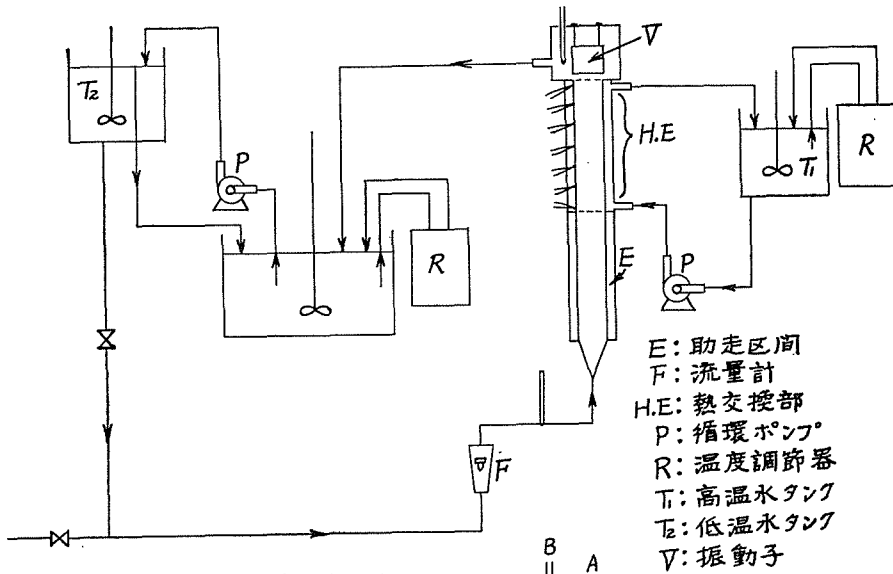 V
T₂
H.E
T₁
R
P
R
E
P
E: 助走区間
F: 流量計
H.E: 熱交換部
P: 循環ポンプ
R: 温度調節器
T₁: 高温水タンク
T₂: 低温水タンク
V: 振動子
F
B
A